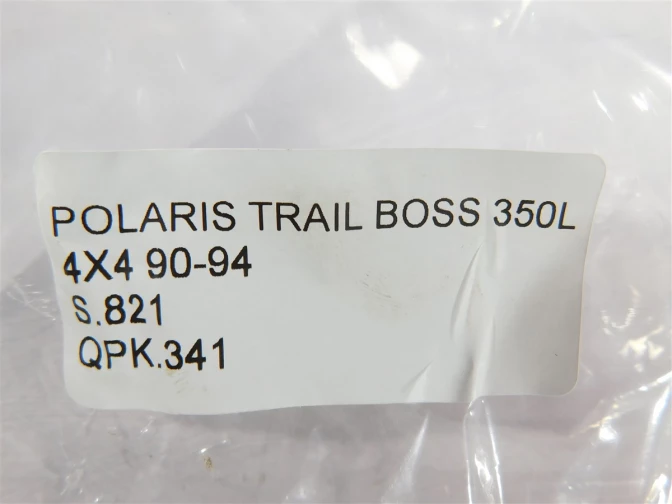 POLARIS TRAIL BOSS 350L
4X4 90-94
S.821
QPK.341